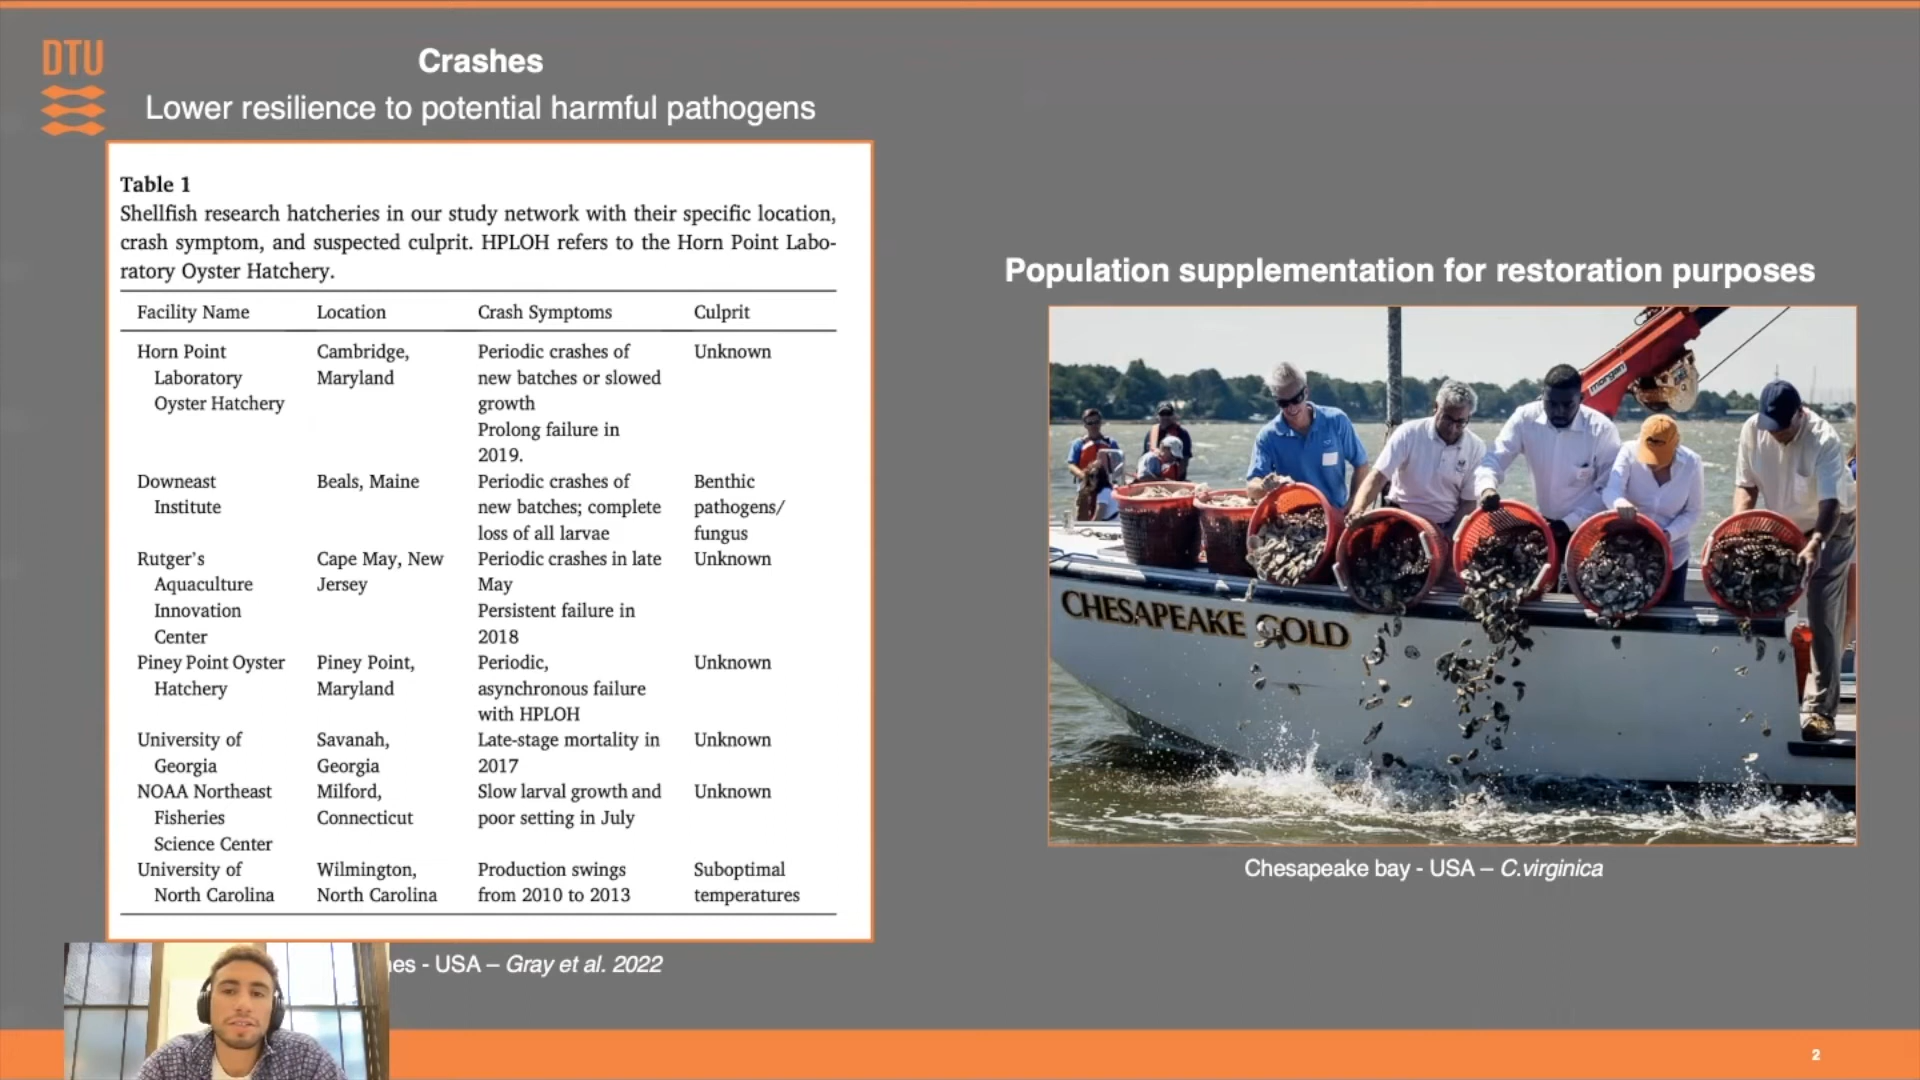 DTU
Crashes
Lower resilience to potential harmful pathogens
Table 1
Shellfish research hatcheries in our study network with their specific location,
crash symptom, and suspected culprit. HPLOH refers to the Horn Point Labo-
ratory Oyster Hatchery.
Facility Name Location Crash Symptoms Culprit
Horn Point Cambridge, Periodic crashes of Unknown
Laboratory Maryland new batches or slowed
Oyster Hatchery growth
Prolong failure in
2019.
Downeast Beals, Maine Periodic crashes of Benthic
Institute new batches; complete pathogens/
loss of all larvae fungus
Rutger's Cape May, New Periodic crashes in late Unknown
Aquaculture Jersey May
Innovation Persistent failure in
Center 2018
Piney Point Oyster Piney Point, Periodic, Unknown
Hatchery Maryland asynchronous failure
with HPLOH
University of Savanah, Late-stage mortality in Unknown
Georgia Georgia 2017
NOAA Northeast Milford, Slow larval growth and Unknown
Fisheries Connecticut poor setting in July
Science Center
University of Wilmington, Production swings Suboptimal
North Carolina North Carolina from 2010 to 2013 temperatures
- USA – Gray et al. 2022
Population supplementation for restoration purposes
morgan
CHESAPEAKE GOLD
Chesapeake bay - USA – C.virginica
2